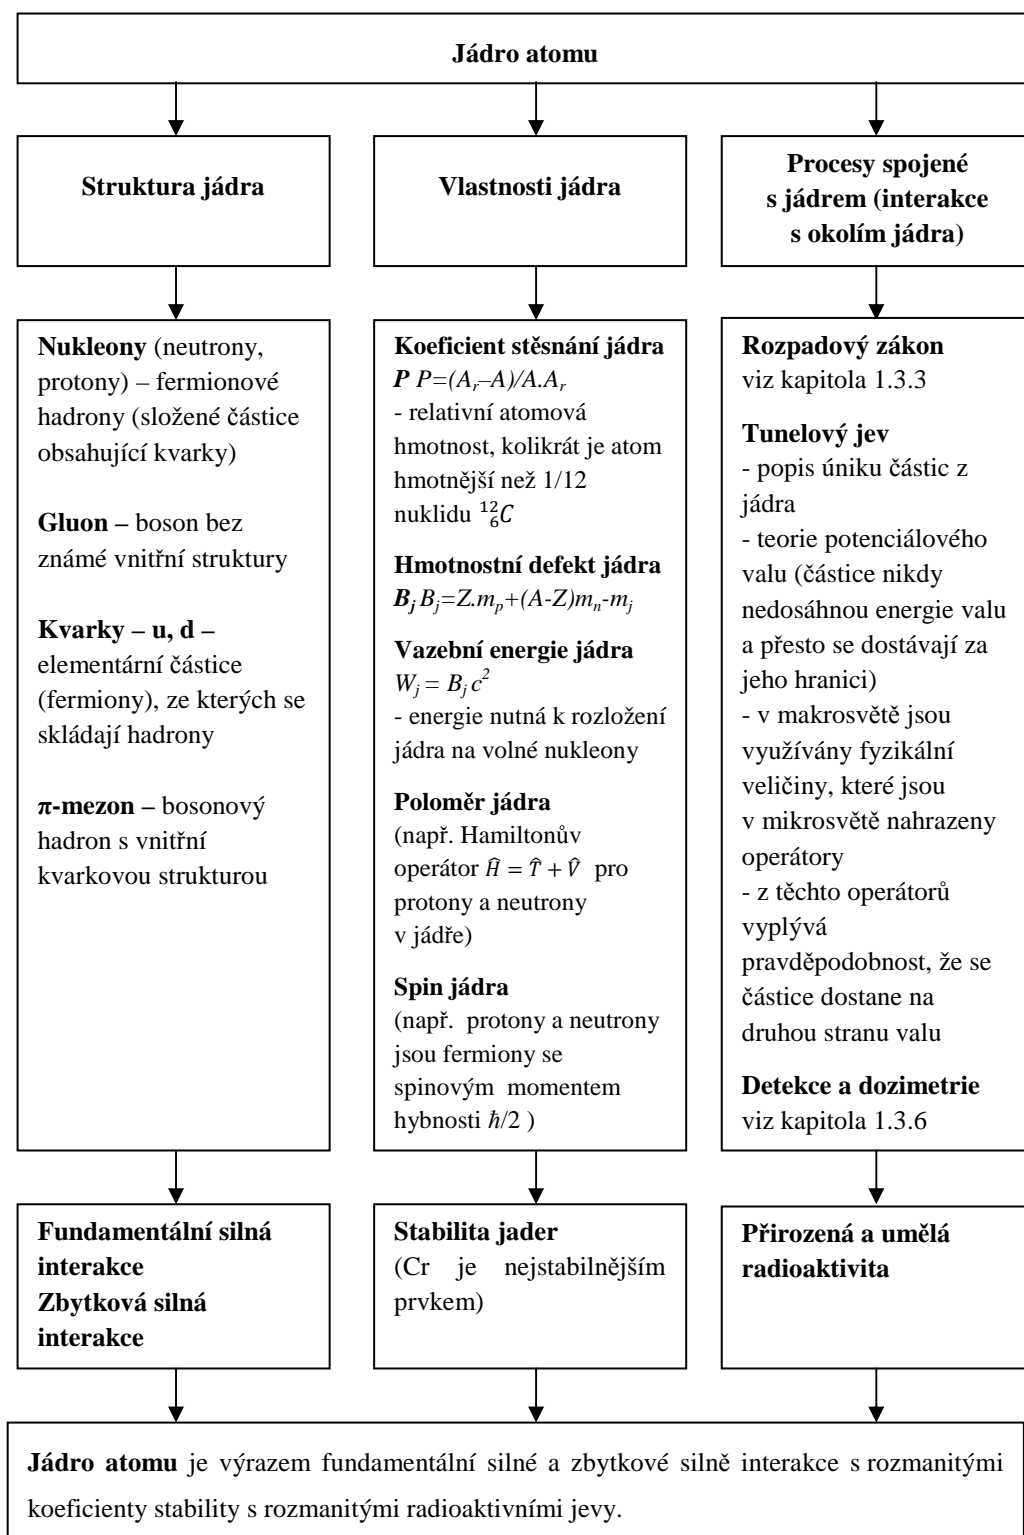 Jádro atomu
Struktura jádra
Vlastnosti jádra
Procesy spojené
s jádrem (interakce
s okolím jádra)
Nukleony (neutrony,
protony) – fermionové
hadrony (složené částice
obsahující kvarky)
Gluon – boson bez
známé vnitřní struktury
Kvarky – u, d –
elementární částice
(fermiony), ze kterých se
skládají hadrony
π-mezon – bosonový
hadron s vnitřní
kvarkovou strukturou
Koeficient stěsnání jádra
P P=(Aᵣ–A)/A.Aᵣ
- relativní atomová
hmotnost, kolikrát je atom
hmotnější než 1/12
nuklidu ¹²₆C
Hmotnostní defekt jádra
Bⱼ Bⱼ=Z.mₚ+(A-Z)mₙ-mⱼ
Vazební energie jádra
Wⱼ = Bⱼ c²
- energie nutná k rozložení
jádra na volné nukleony
Poloměr jádra
(např. Hamiltonův
operátor Ĥ = T̂ + V̂ pro
protony a neutrony
v jádře)
Spin jádra
(např. protony a neutrony
jsou fermiony se
spinovým momentem
hybnosti ℏ/2 )
Rozpadový zákon
viz kapitola 1.3.3
Tunelový jev
- popis úniku částic z
jádra
- teorie potenciálového
valu (částice nikdy
nedosáhnou energie valu
a přesto se dostávají za
jeho hranici)
- v makrosvětě jsou
využívány fyzikální
veličiny, které jsou
v mikrosvětě nahrazeny
operátory
- z těchto operátorů
vyplývá
pravděpodobnost, že se
částice dostane na
druhou stranu valu
Detekce a dozimetrie
viz kapitola 1.3.6
Fundamentální silná
interakce
Zbytková silná
interakce
Stabilita jader
(Cr je nejstabilnějším
prvkem)
Přirozená a umělá
radioaktivita
Jádro atomu je výrazem fundamentální silné a zbytkové silně interakce s rozmanitými
koeficienty stability s rozmanitými radioaktivními jevy.